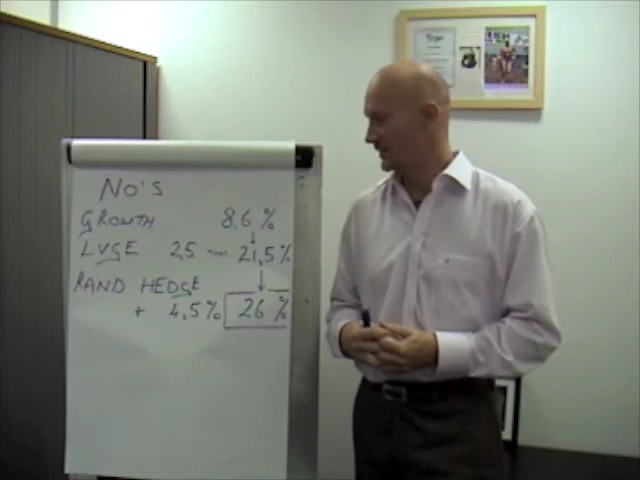 NO'S
GROWTH 8,6 %
LVGE 2,5 21,5 %
RAND HEDGE
+ 4,5 % 26 %